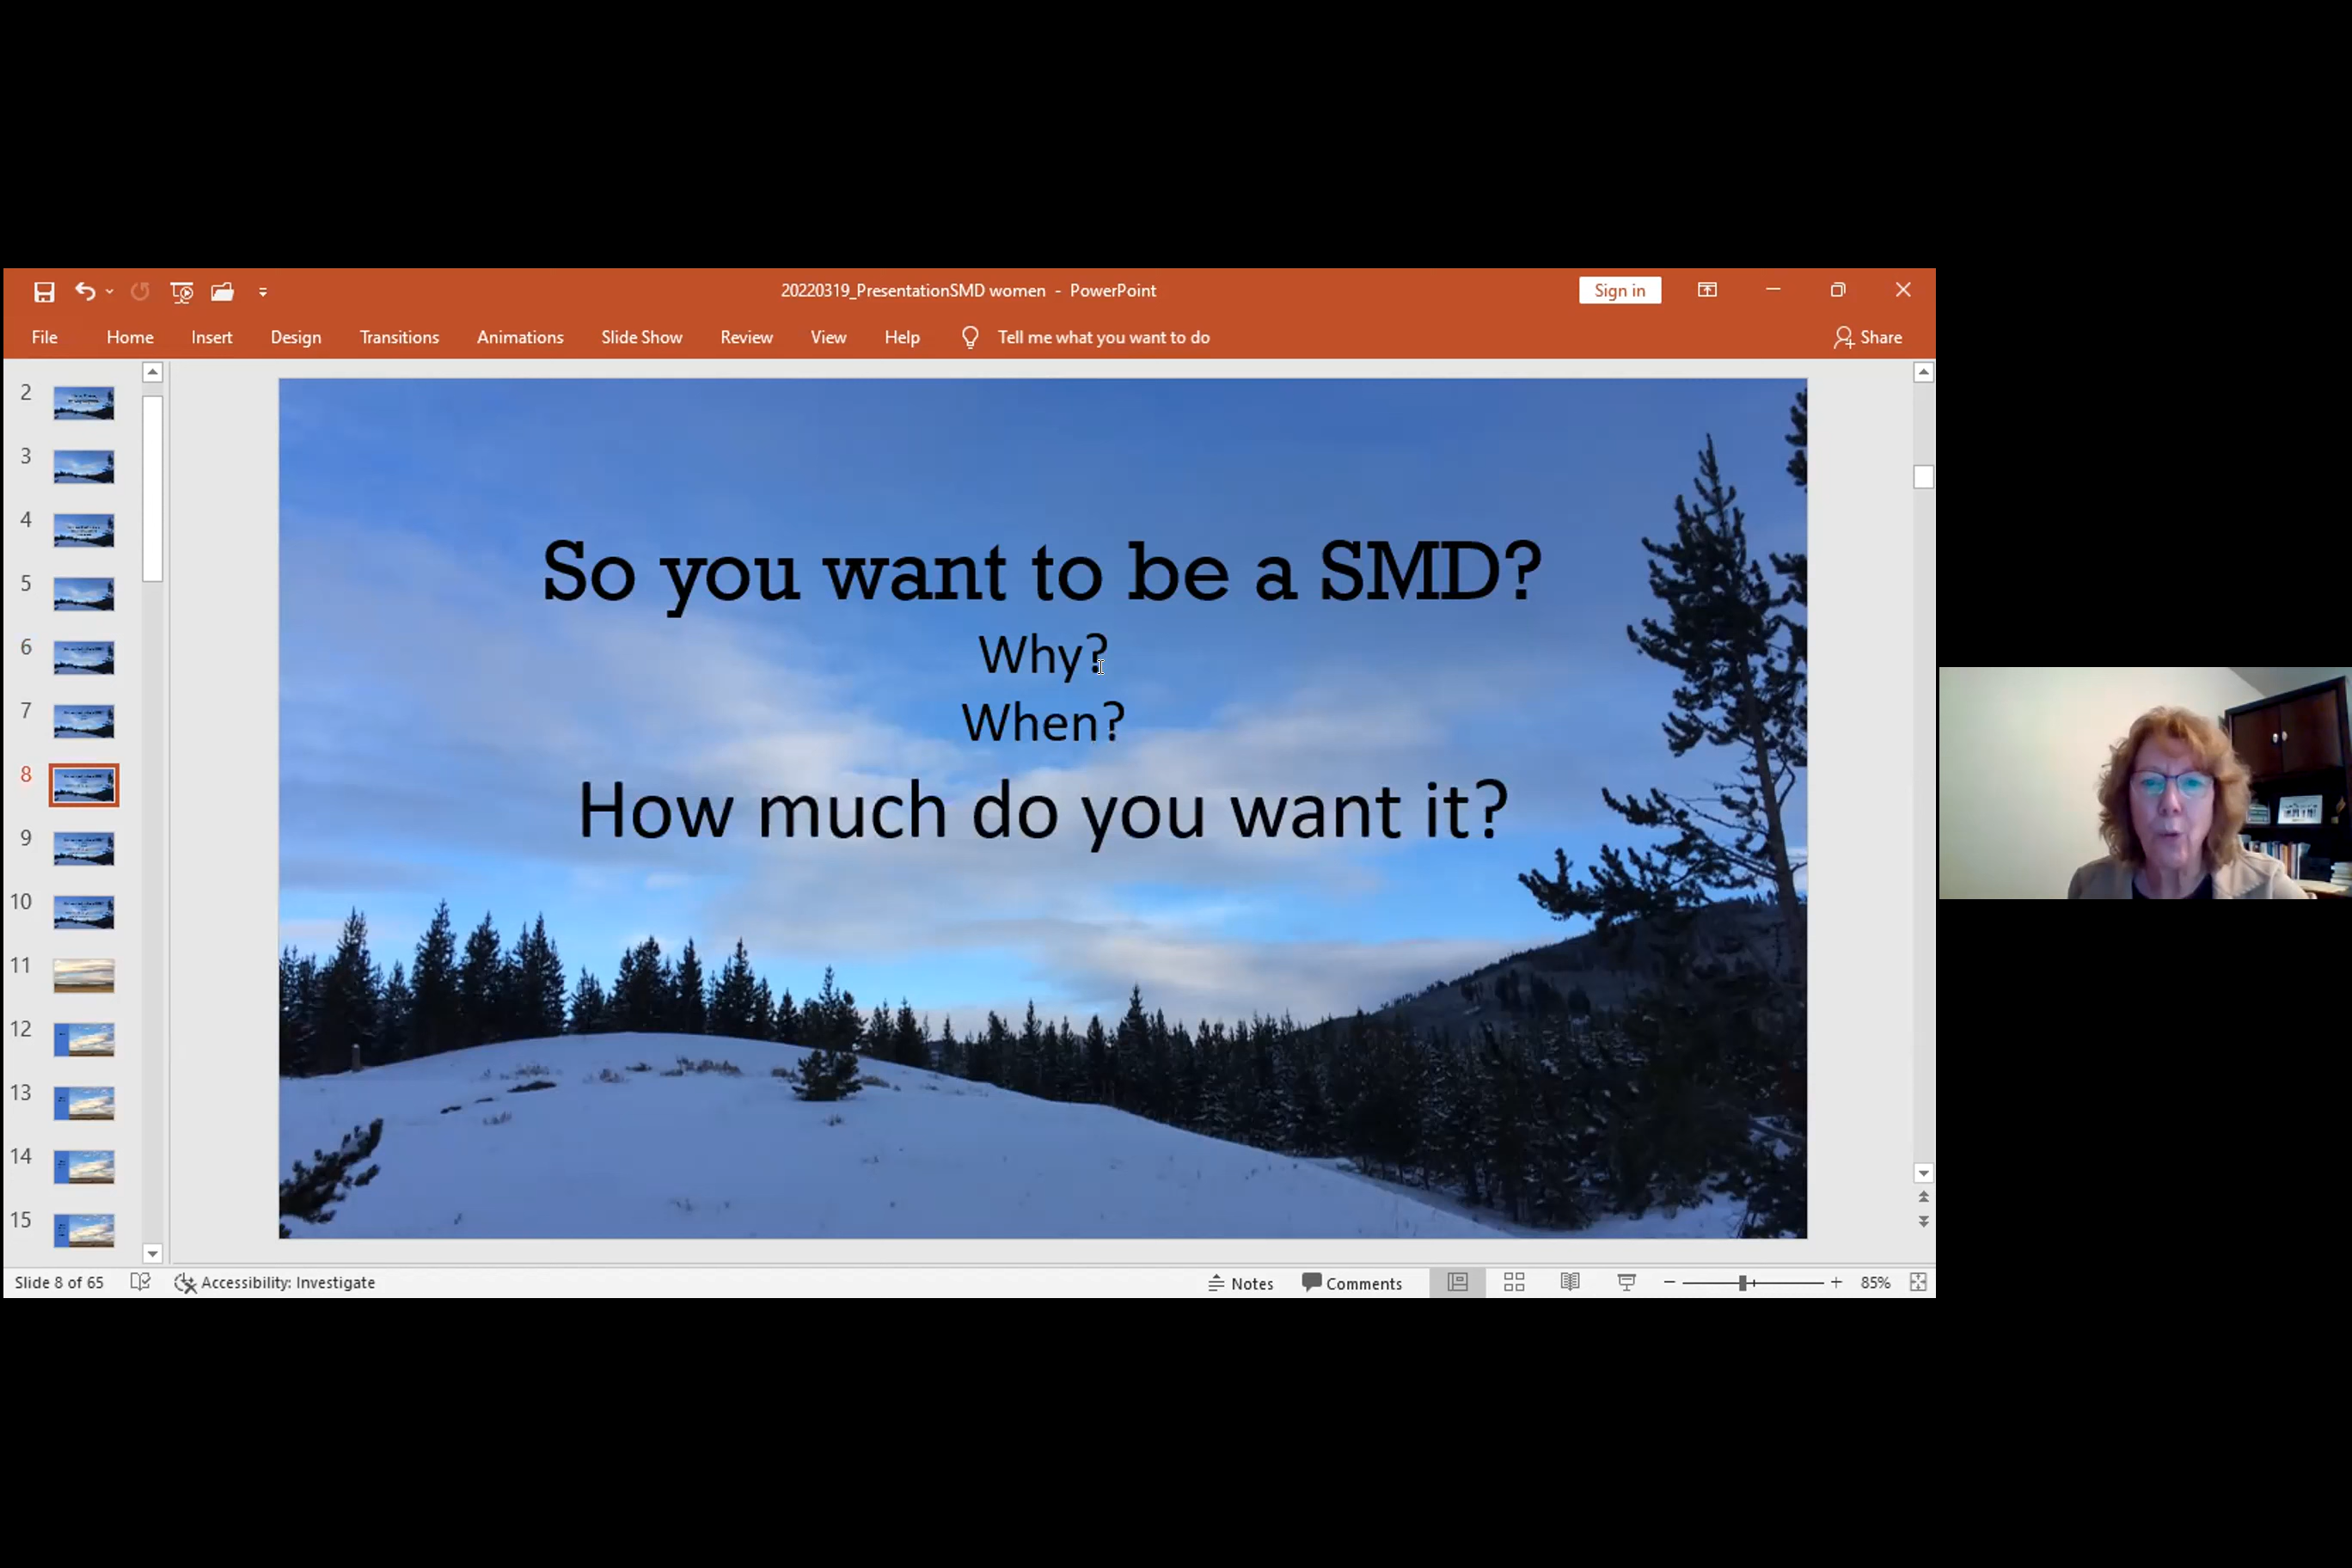 20220319_PresentationSMD women - PowerPoint
Sign in
File Home Insert Design Transitions Animations Slide Show Review View Help Tell me what you want to do Share
2
3
4
5
6
7
8
9
10
11
12
13
14
15
So you want to be a SMD?
Why?
When?
How much do you want it?
Slide 8 of 65 Accessibility: Investigate Notes Comments 85%